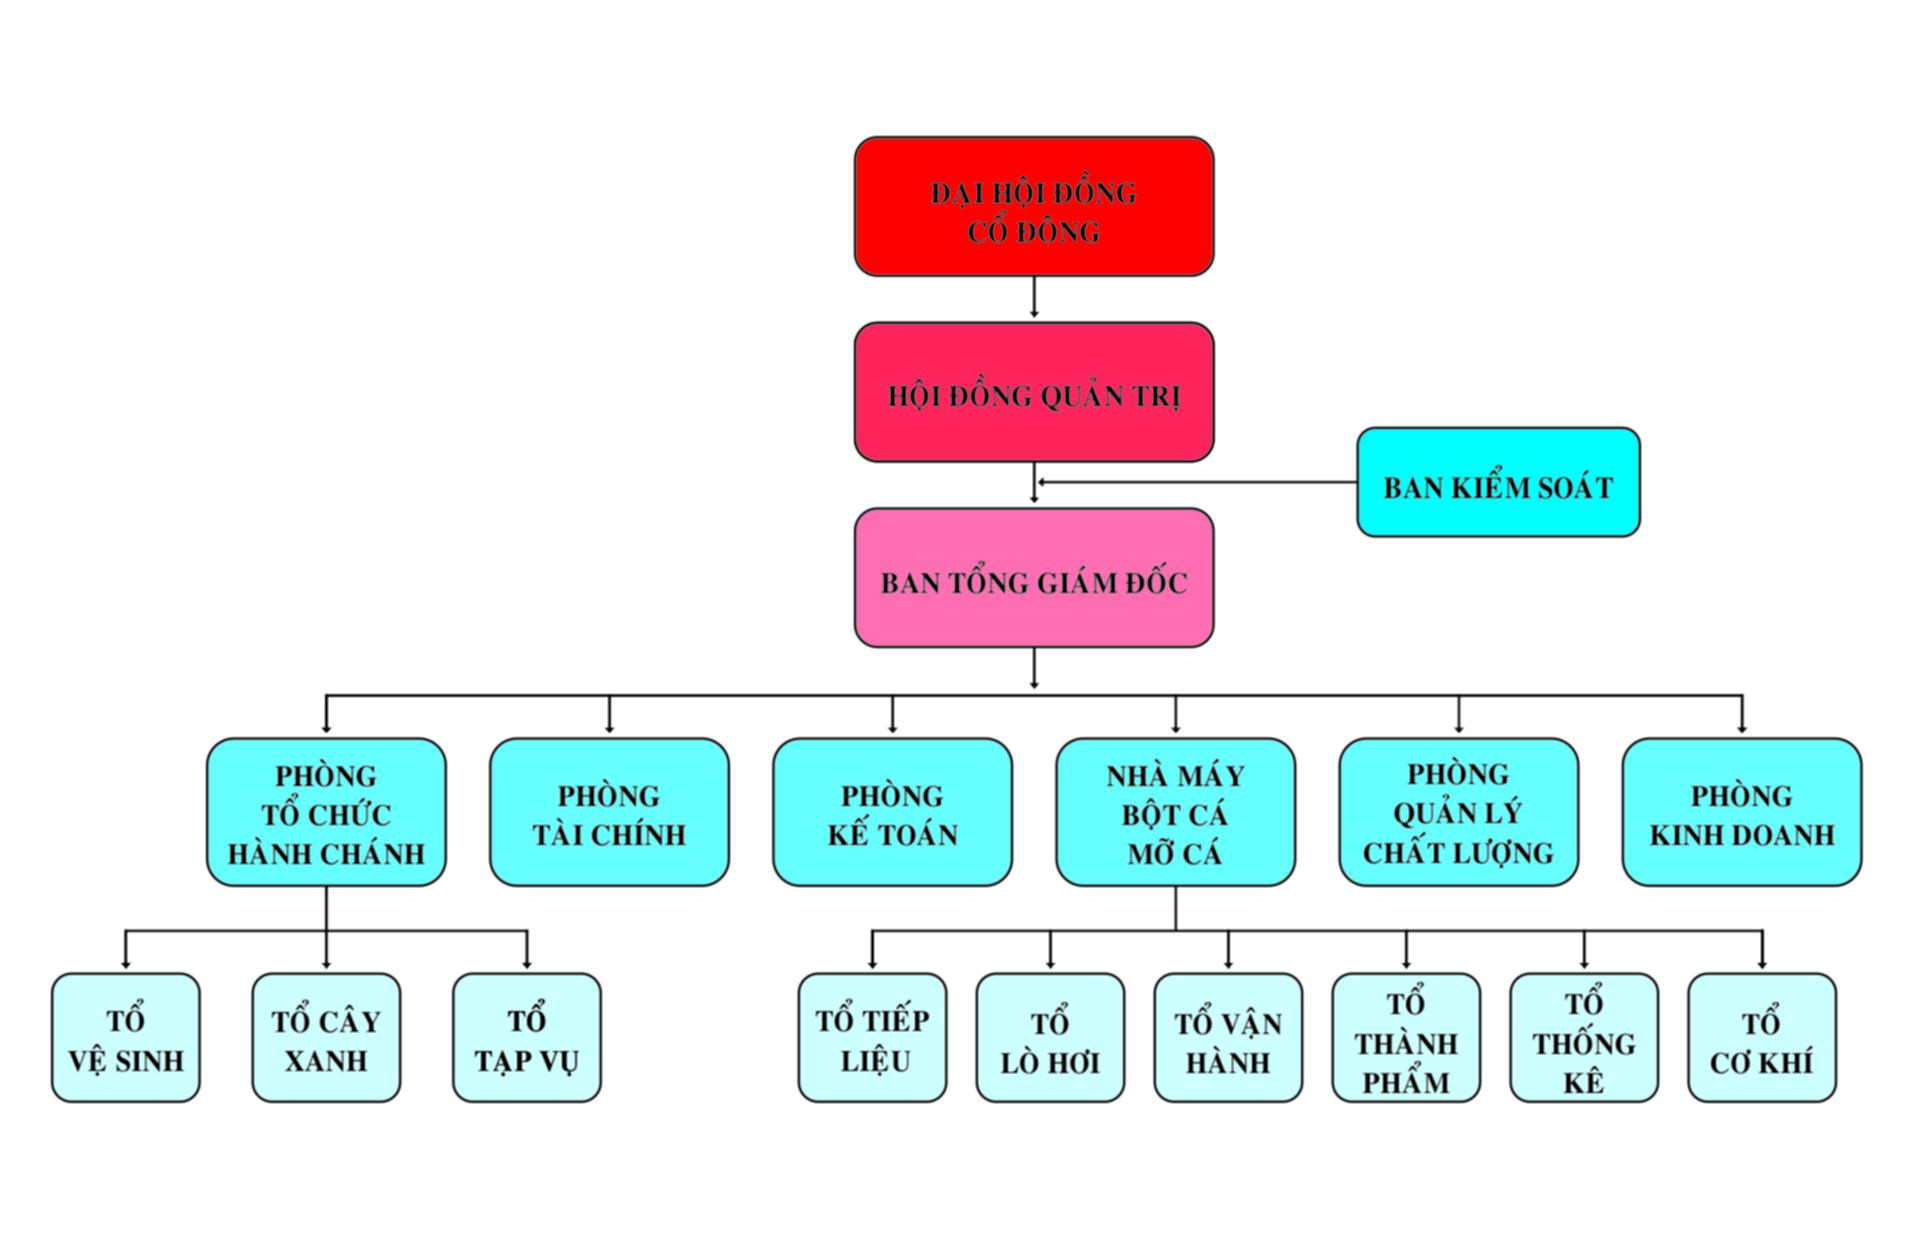 ĐẠI HỘI ĐỒNG
CỔ ĐÔNG
HỘI ĐỒNG QUẢN TRỊ
BAN KIỂM SOÁT
BAN TỔNG GIÁM ĐỐC
PHÒNG
TỔ CHỨC
HÀNH CHÁNH
PHÒNG
TÀI CHÍNH
PHÒNG
KẾ TOÁN
NHÀ MÁY
BỘT CÁ
MỠ CÁ
PHÒNG
QUẢN LÝ
CHẤT LƯỢNG
PHÒNG
KINH DOANH
TỔ
VỆ SINH
TỔ CÂY
XANH
TỔ
TẠP VỤ
TỔ TIẾP
LIỆU
TỔ
LÒ HƠI
TỔ VẬN
HÀNH
TỔ
THÀNH
PHẨM
TỔ
THỐNG
KÊ
TỔ
CƠ KHÍ